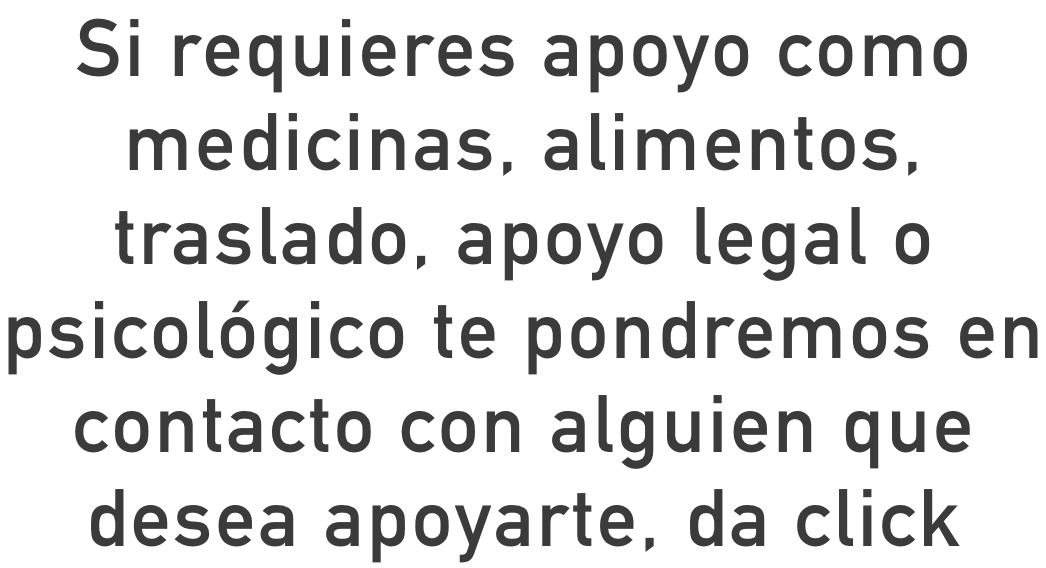 Si requieres apoyo como
medicinas, alimentos,
traslado, apoyo legal o
psicológico te pondremos en
contacto con alguien que
desea apoyarte, da click